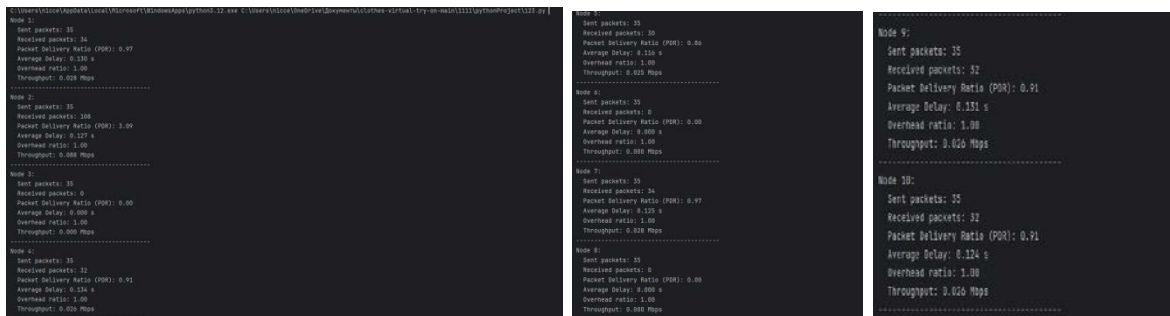 C:\Users\nicce\AppData\Local\Microsoft\WindowsApps\python3.12.exe C:\Users\nicce\OneDrive\Документы\clothes-virtual-try-on-main\1111\pythonProject\123.py
Node 1:
Sent packets: 35
Received packets: 34
Packet Delivery Ratio (PDR): 0.97
Average Delay: 0.130 s
Overhead ratio: 1.00
Throughput: 0.028 Mbps
----------------------------------------
Node 2:
Sent packets: 35
Received packets: 108
Packet Delivery Ratio (PDR): 3.09
Average Delay: 0.127 s
Overhead ratio: 1.00
Throughput: 0.088 Mbps
----------------------------------------
Node 3:
Sent packets: 35
Received packets: 0
Packet Delivery Ratio (PDR): 0.00
Average Delay: 0.000 s
Overhead ratio: 1.00
Throughput: 0.000 Mbps
----------------------------------------
Node 4:
Sent packets: 35
Received packets: 32
Packet Delivery Ratio (PDR): 0.91
Average Delay: 0.134 s
Overhead ratio: 1.00
Throughput: 0.026 Mbps
Node 5:
Sent packets: 35
Received packets: 30
Packet Delivery Ratio (PDR): 0.86
Average Delay: 0.116 s
Overhead ratio: 1.00
Throughput: 0.025 Mbps
----------------------------------------
Node 6:
Sent packets: 35
Received packets: 0
Packet Delivery Ratio (PDR): 0.00
Average Delay: 0.000 s
Overhead ratio: 1.00
Throughput: 0.000 Mbps
----------------------------------------
Node 7:
Sent packets: 35
Received packets: 34
Packet Delivery Ratio (PDR): 0.97
Average Delay: 0.125 s
Overhead ratio: 1.00
Throughput: 0.028 Mbps
----------------------------------------
Node 8:
Sent packets: 35
Received packets: 0
Packet Delivery Ratio (PDR): 0.00
Average Delay: 0.000 s
Overhead ratio: 1.00
Throughput: 0.000 Mbps
----------------------------------------
Node 9:
Sent packets: 35
Received packets: 32
Packet Delivery Ratio (PDR): 0.91
Average Delay: 0.131 s
Overhead ratio: 1.00
Throughput: 0.026 Mbps
----------------------------------------
Node 10:
Sent packets: 35
Received packets: 32
Packet Delivery Ratio (PDR): 0.91
Average Delay: 0.124 s
Overhead ratio: 1.00
Throughput: 0.026 Mbps
----------------------------------------